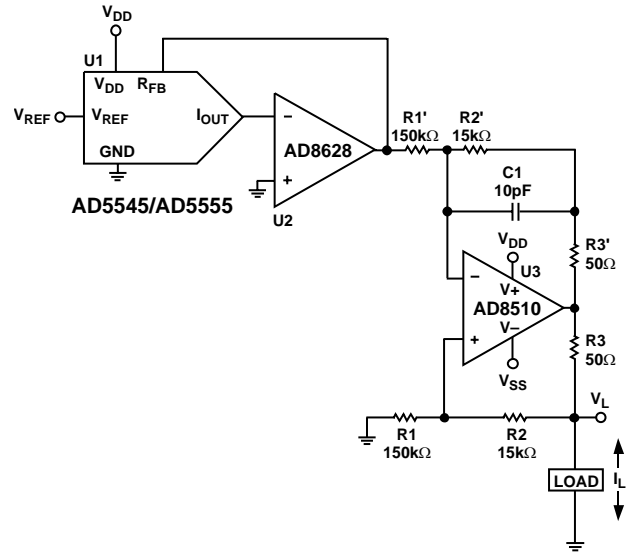 VDD
U1
VDD RFB
VREF VREF IOUT
GND
AD5545/AD5555
−
AD8628
+
U2
R1'
150kΩ
R2'
15kΩ
C1
10pF
R3'
50Ω
VDD
U3
−
V+
AD8510
V−
+
VSS
R3
50Ω
VL
R1
150kΩ
R2
15kΩ
LOAD
IL